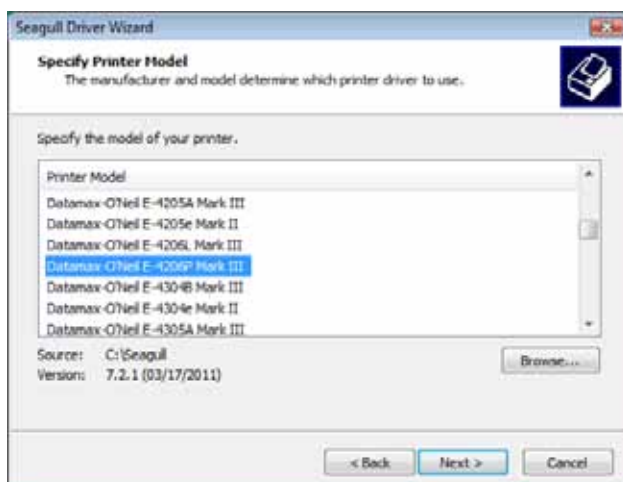 Seagull Driver Wizard
Specify Printer Model
The manufacturer and model determine which printer driver to use.
Specify the model of your printer.
Printer Model
Datamax-O'Neil E-4205A Mark III
Datamax-O'Neil E-4205e Mark II
Datamax-O'Neil E-4206L Mark III
Datamax-O'Neil E-4206P Mark III
Datamax-O'Neil E-4304B Mark III
Datamax-O'Neil E-4304e Mark II
Datamax-O'Neil E-4305A Mark III
Source: C:\Seagull
Version: 7.2.1 (03/17/2011)
Browse...
< Back Next > Cancel